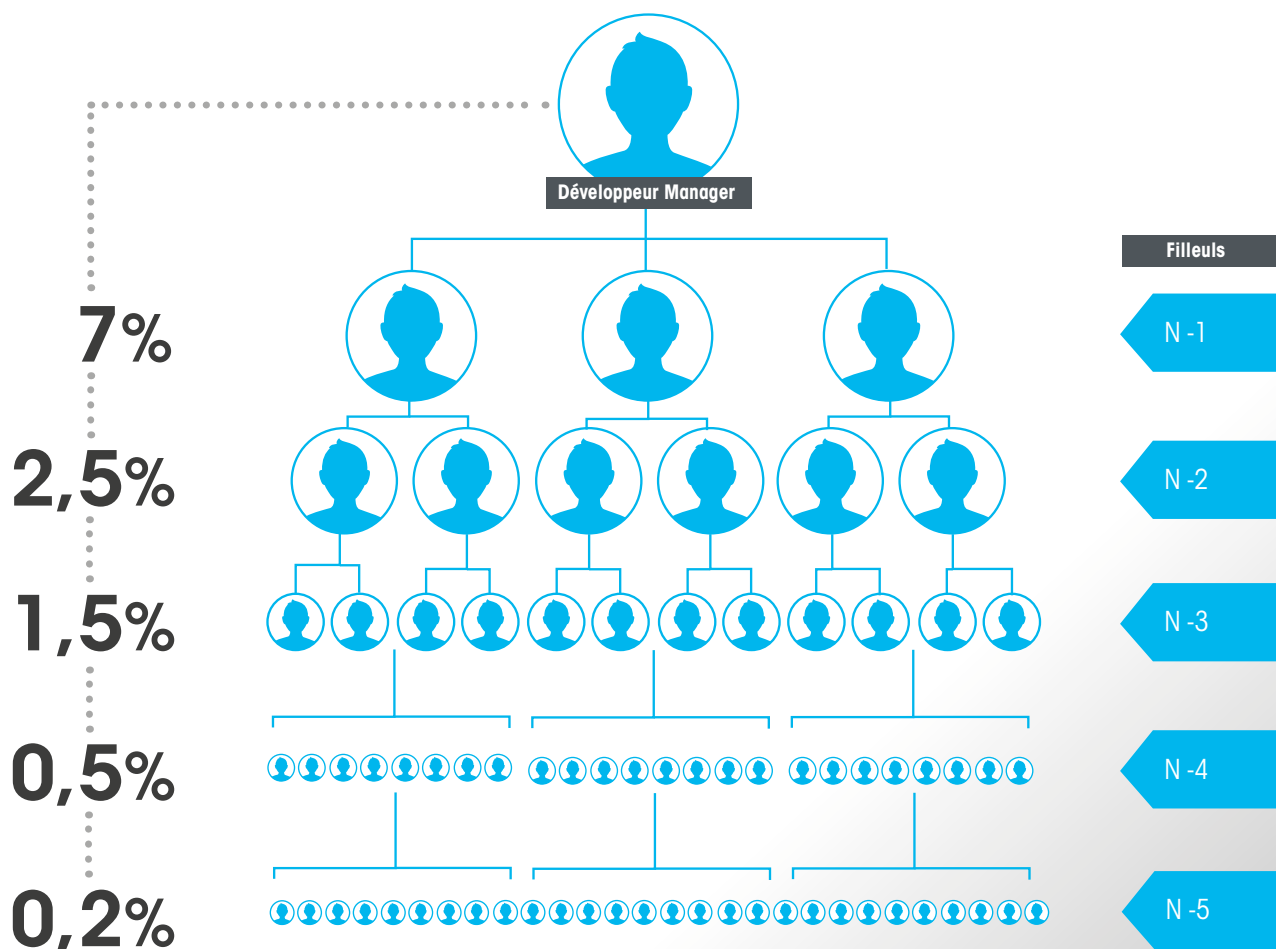 Développeur Manager
Filleuls
7%
N -1
2,5%
N -2
1,5%
N -3
0,5%
N -4
0,2%
N -5